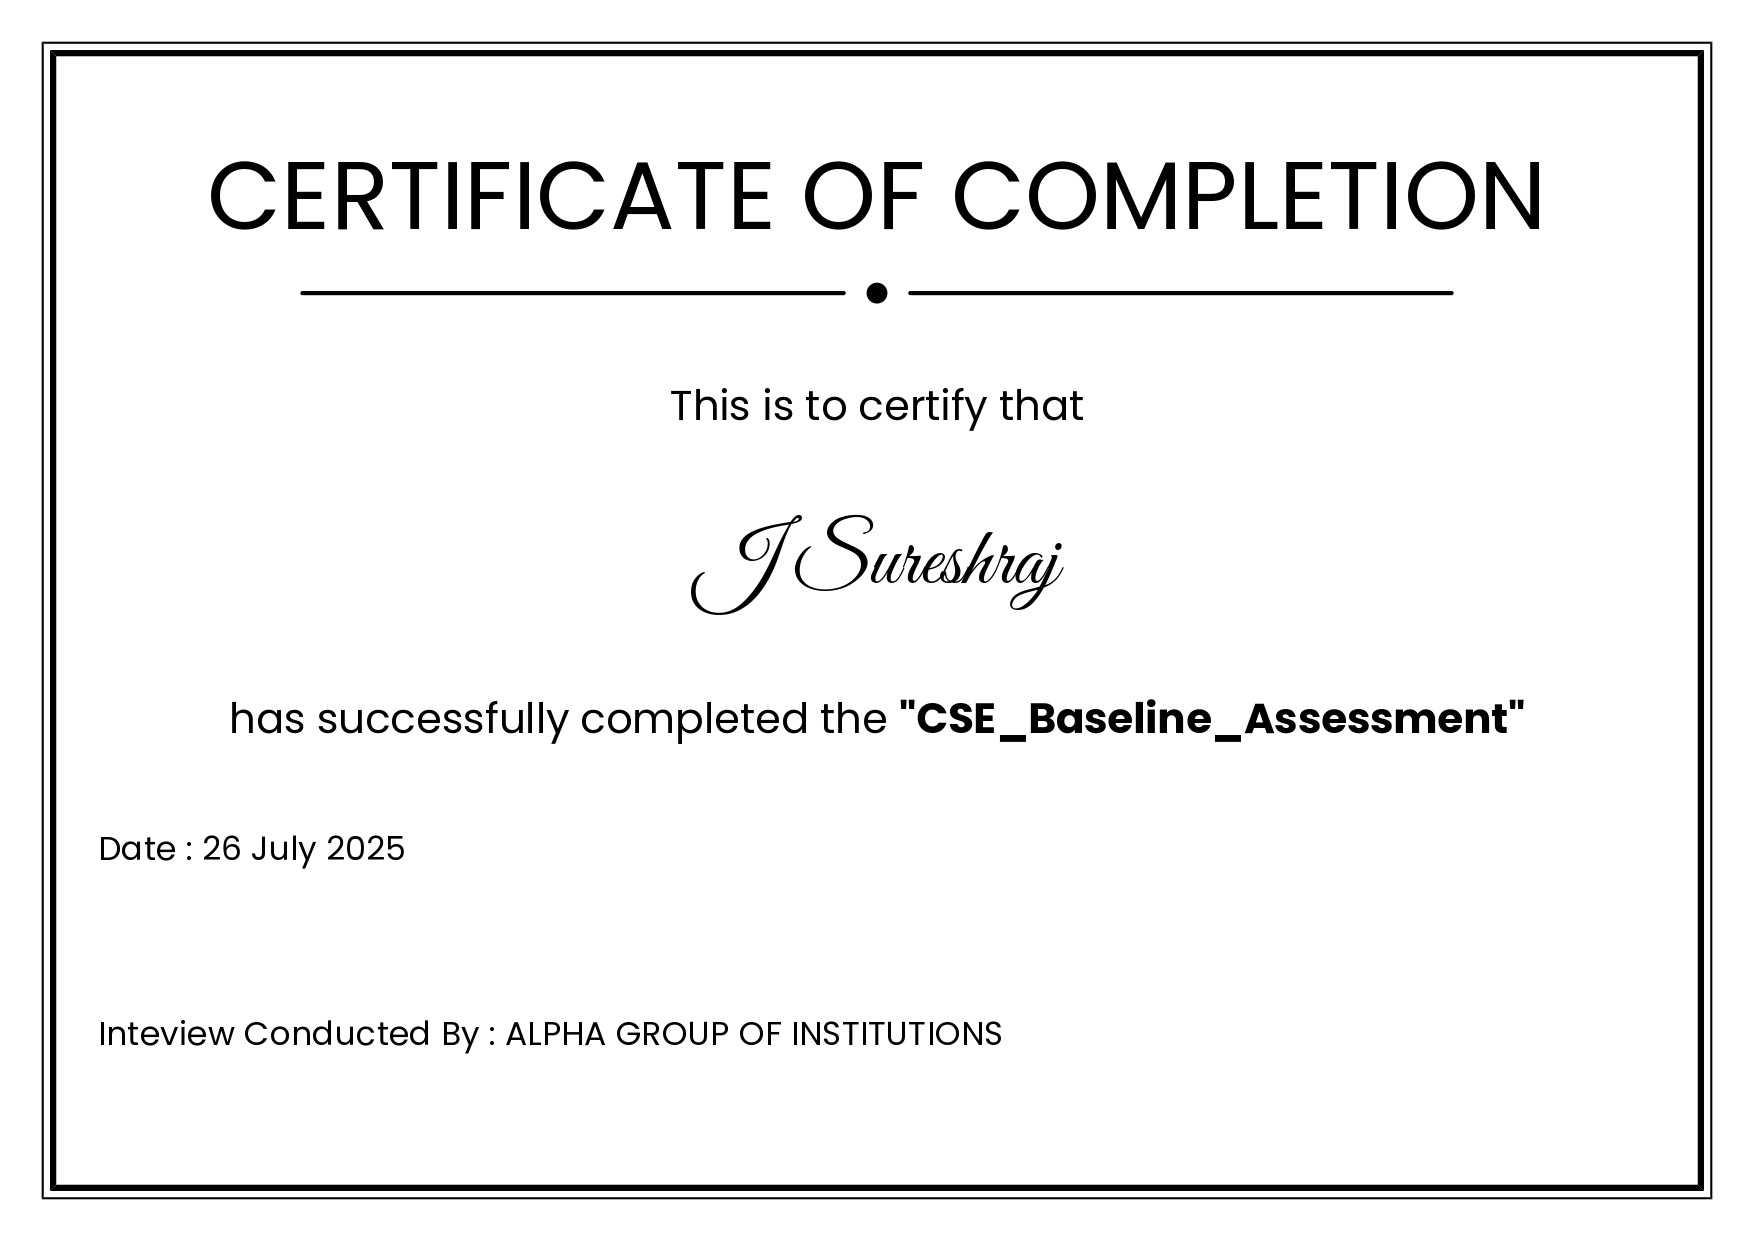 CERTIFICATE OF COMPLETION
This is to certify that
J Sureshraj
has successfully completed the "CSE_Baseline_Assessment"
Date : 26 July 2025
Inteview Conducted By : ALPHA GROUP OF INSTITUTIONS